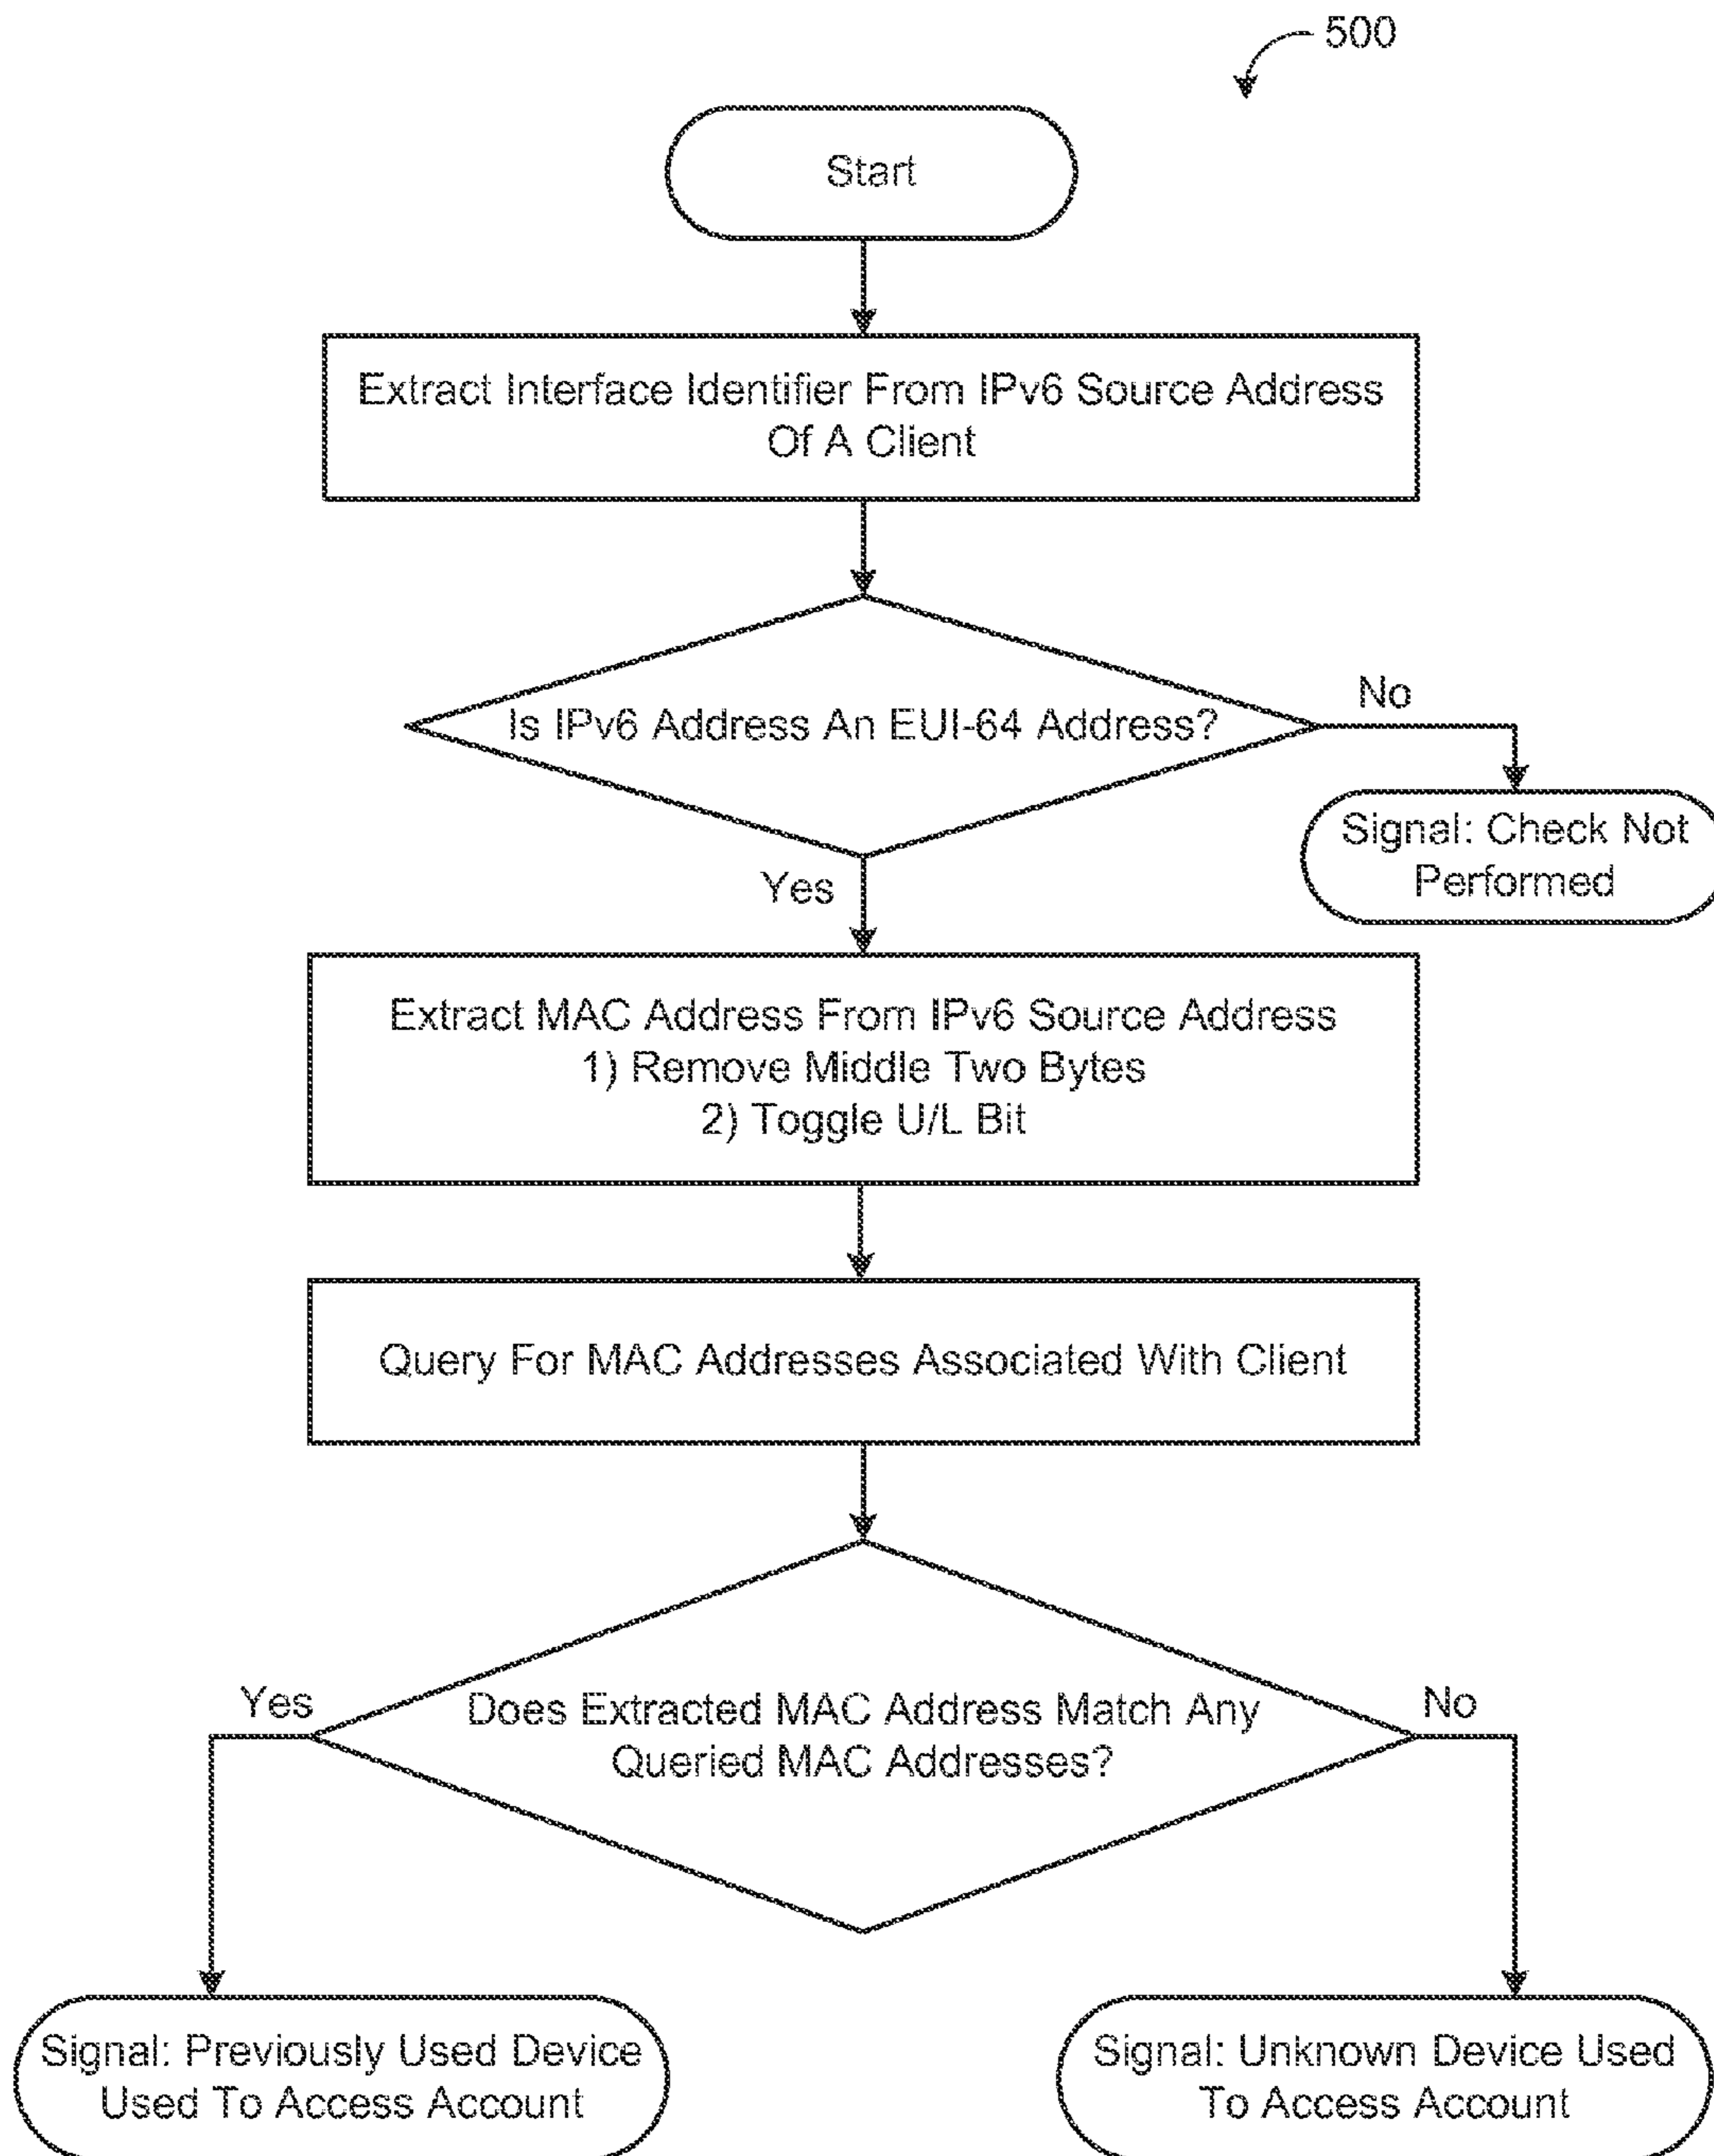 500
Start
Extract Interface Identifier From IPv6 Source Address
Of A Client
Is IPv6 Address An EUI-64 Address?
No
Signal: Check Not
Performed
Yes
Extract MAC Address From IPv6 Source Address
1) Remove Middle Two Bytes
2) Toggle U/L Bit
Query For MAC Addresses Associated With Client
Yes
Does Extracted MAC Address Match Any
Queried MAC Addresses?
No
Signal: Previously Used Device
Used To Access Account
Signal: Unknown Device Used
To Access Account